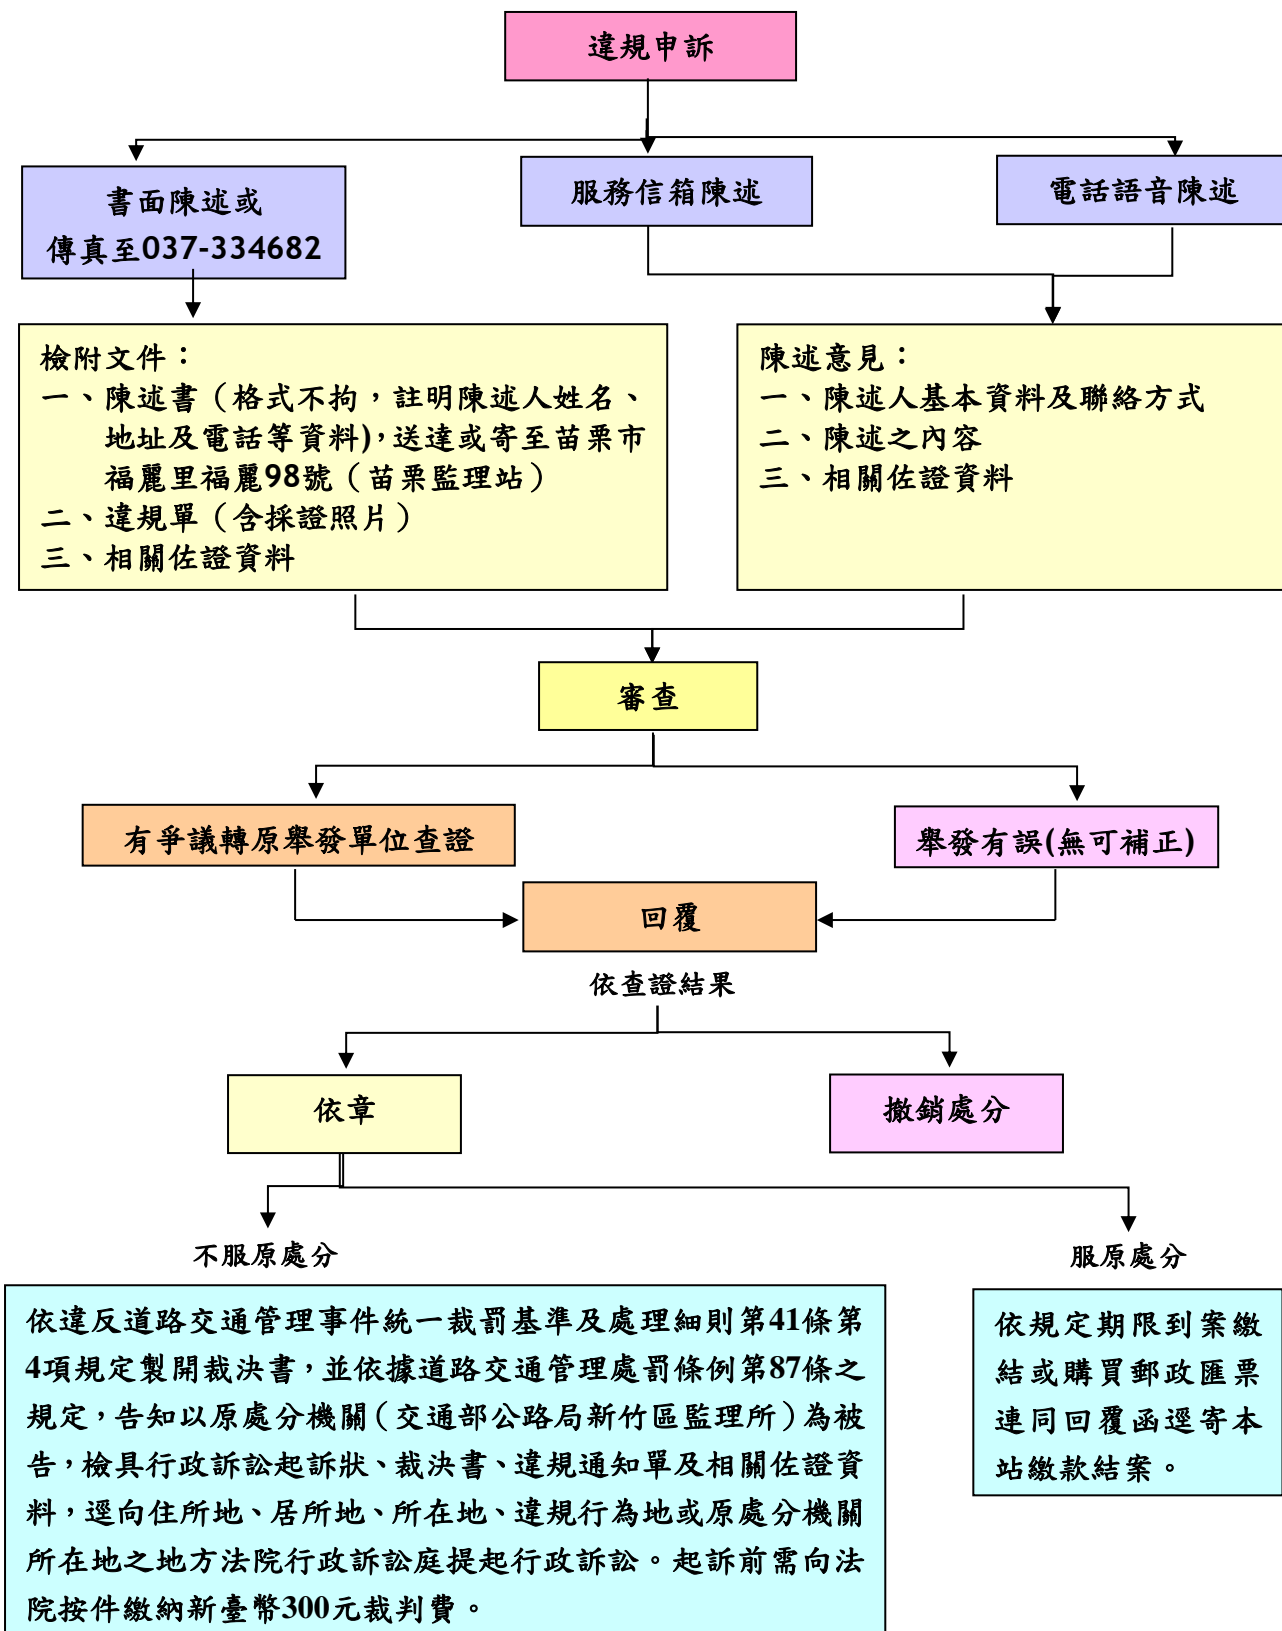 違規申訴
書面陳述或
傳真至037-334682
服務信箱陳述
電話語音陳述
檢附文件：
一、陳述書（格式不拘，註明陳述人姓名、
地址及電話等資料)，送達或寄至苗栗市
福麗里福麗98號（苗栗監理站）
二、違規單（含採證照片）
三、相關佐證資料
陳述意見：
一、陳述人基本資料及聯絡方式
二、陳述之內容
三、相關佐證資料
審查
有爭議轉原舉發單位查證
舉發有誤(無可補正)
回覆
依查證結果
依章
撤銷處分
不服原處分
服原處分
依違反道路交通管理事件統一裁罰基準及處理細則第41條第
4項規定製開裁決書，並依據道路交通管理處罰條例第87條之
規定，告知以原處分機關（交通部公路局新竹區監理所）為被
告，檢具行政訴訟起訴狀、裁決書、違規通知單及相關佐證資
料，逕向住所地、居所地、所在地、違規行為地或原處分機關
所在地之地方法院行政訴訟庭提起行政訴訟。起訴前需向法
院按件繳納新臺幣300元裁判費。
依規定期限到案繳
結或購買郵政匯票
連同回覆函逕寄本
站繳款結案。